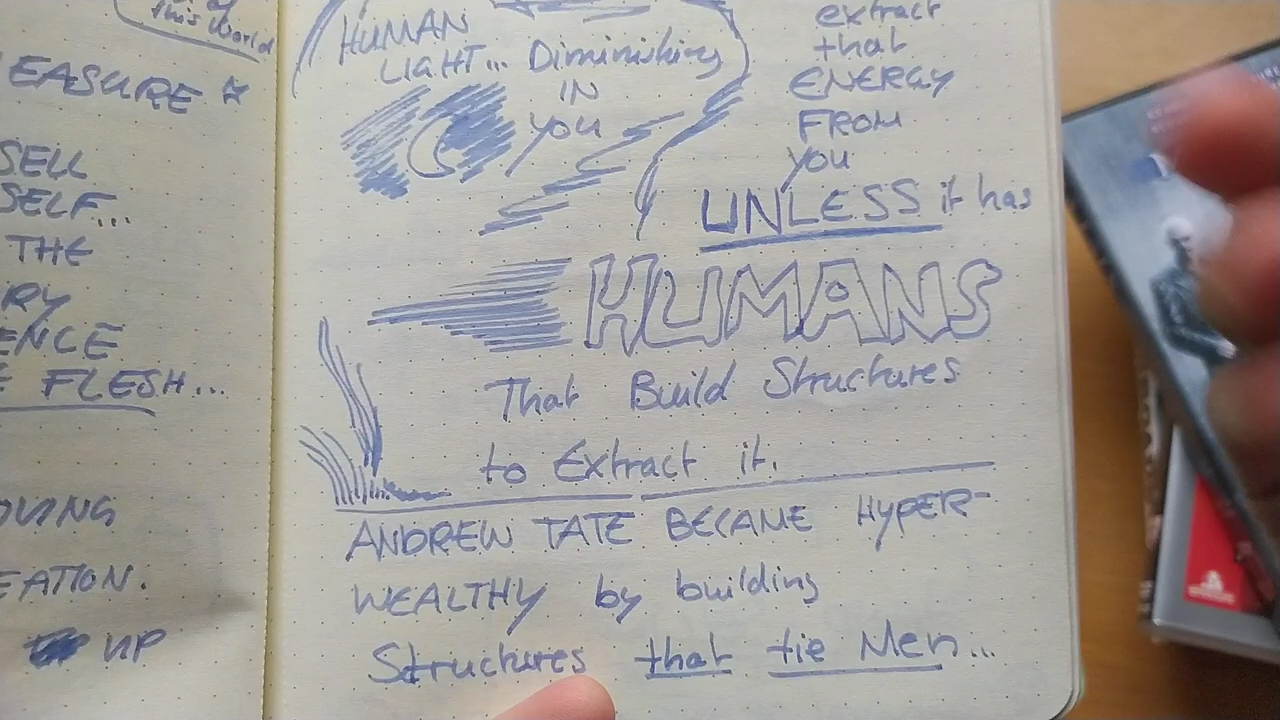 this world
EASURE
SELL
SELF...
THE
RY
ENCE
FLESH...
OVING
EATION.
UP
HUMAN
LIGHT... Diminishing
IN
YOU
extract
that
ENERGY
FROM
you
UNLESS it has
HUMANS
That Build Structures
to Extract it.
ANDREW TATE BECAME HYPER-
WEALTHY by building
Structures that tie Men...